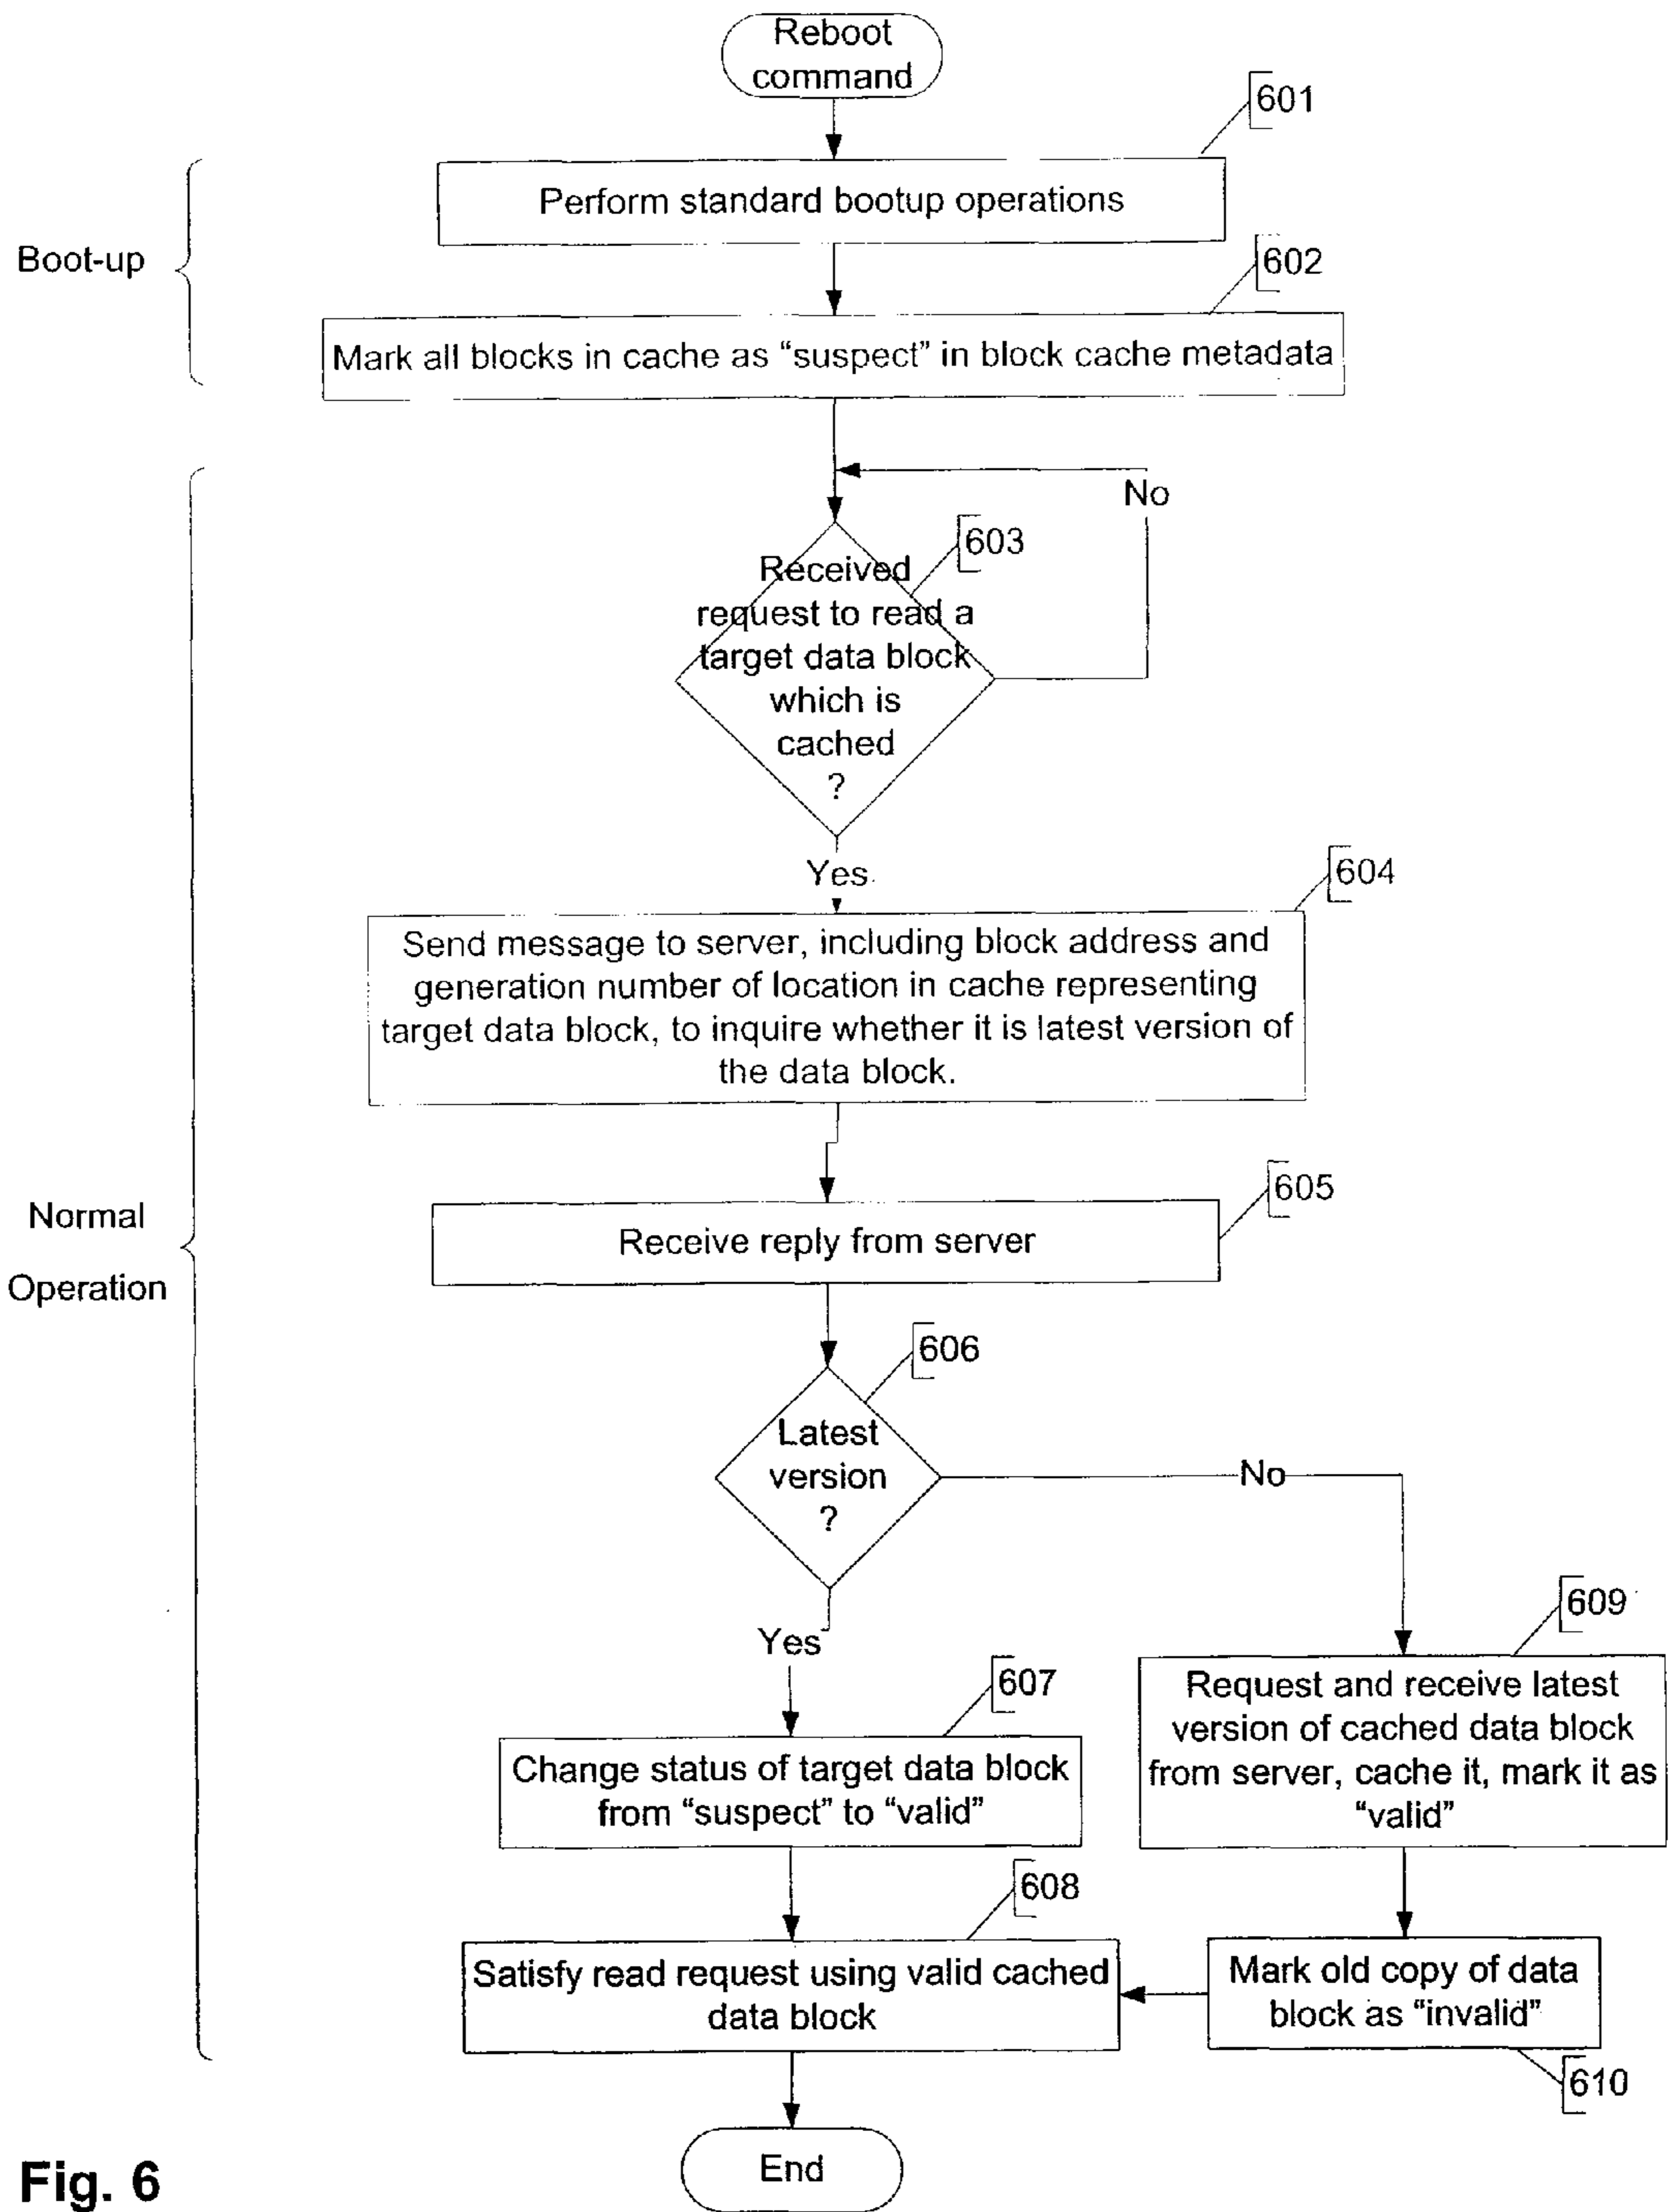 Reboot
command
601
Perform standard bootup operations
Boot-up
602
Mark all blocks in cache as “suspect” in block cache metadata
No
603
Received
request to read a
target data block
which is
cached
?
Yes
604
Send message to server, including block address and
generation number of location in cache representing
target data block, to inquire whether it is latest version of
the data block.
605
Normal
Operation
Receive reply from server
606
Latest
version
?
No
Yes
609
Request and receive latest
version of cached data block
from server, cache it, mark it as
“valid”
607
Change status of target data block
from “suspect” to “valid”
608
Satisfy read request using valid cached
data block
Mark old copy of data
block as “invalid”
610
End
Fig. 6